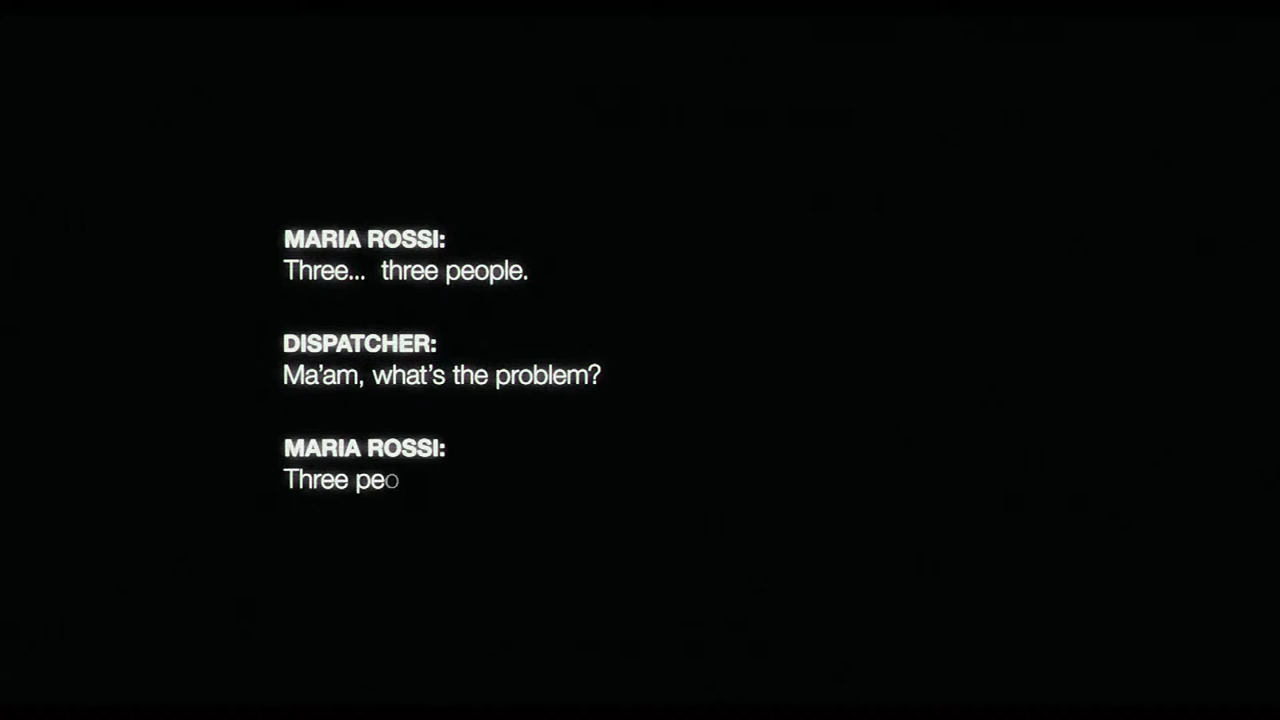 MARIA ROSSI:
Three...  three people.
DISPATCHER:
Ma’am, what’s the problem?
MARIA ROSSI:
Three peo